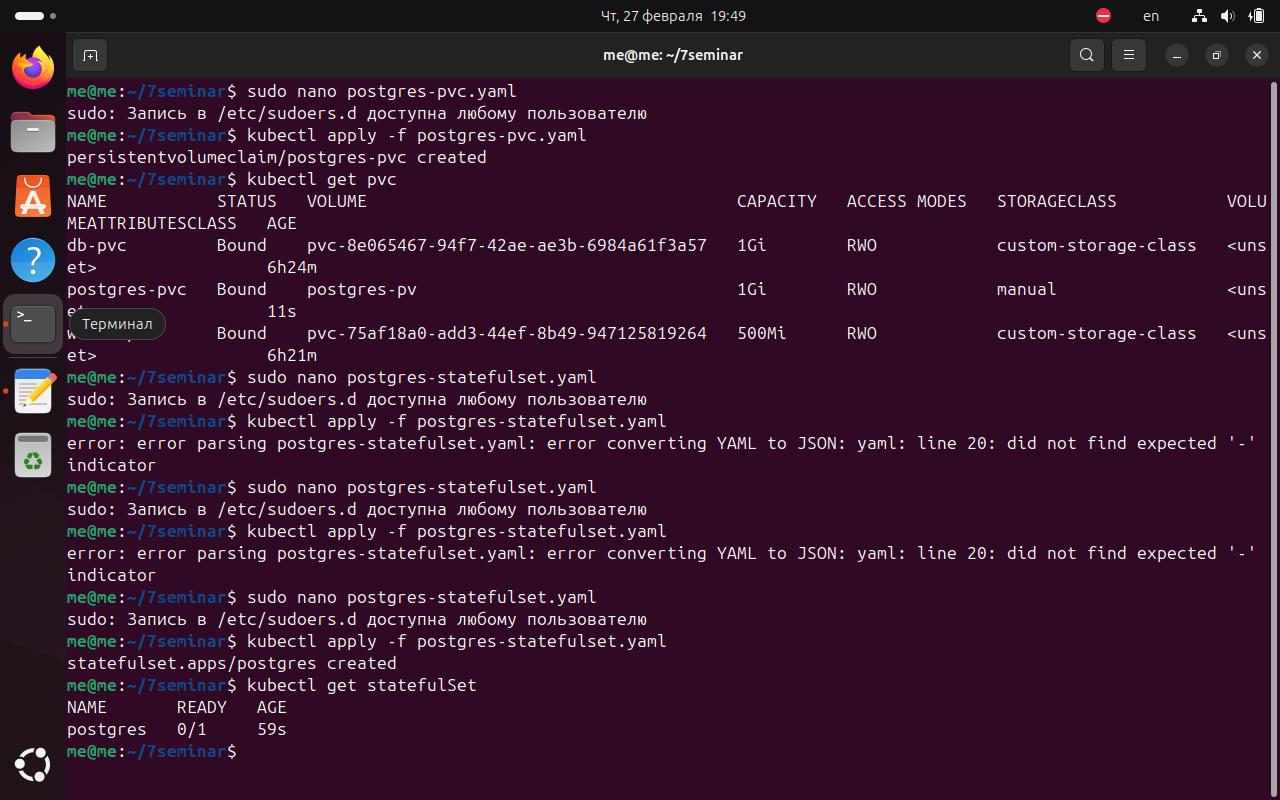 Чт, 27 февраля 19:49
en
me@me: ~/7seminar
me@me:~/7seminar$ sudo nano postgres-pvc.yaml
sudo: Запись в /etc/sudoers.d доступна любому пользователю
me@me:~/7seminar$ kubectl apply -f postgres-pvc.yaml
persistentvolumeclaim/postgres-pvc created
me@me:~/7seminar$ kubectl get pvc
NAME           STATUS   VOLUME                                     CAPACITY   ACCESS MODES   STORAGECLASS           VOLU
MEATTRIBUTESCLASS   AGE
db-pvc         Bound    pvc-8e065467-94f7-42ae-ae3b-6984a61f3a57   1Gi        RWO            custom-storage-class   <uns
et>                 6h24m
postgres-pvc   Bound    postgres-pv                                1Gi        RWO            manual                 <uns
11s
Терминал
Bound    pvc-75af18a0-add3-44ef-8b49-947125819264   500Mi      RWO            custom-storage-class   <uns
et>                 6h21m
me@me:~/7seminar$ sudo nano postgres-statefulset.yaml
sudo: Запись в /etc/sudoers.d доступна любому пользователю
me@me:~/7seminar$ kubectl apply -f postgres-statefulset.yaml
error: error parsing postgres-statefulset.yaml: error converting YAML to JSON: yaml: line 20: did not find expected '-'
indicator
me@me:~/7seminar$ sudo nano postgres-statefulset.yaml
sudo: Запись в /etc/sudoers.d доступна любому пользователю
me@me:~/7seminar$ kubectl apply -f postgres-statefulset.yaml
error: error parsing postgres-statefulset.yaml: error converting YAML to JSON: yaml: line 20: did not find expected '-'
indicator
me@me:~/7seminar$ sudo nano postgres-statefulset.yaml
sudo: Запись в /etc/sudoers.d доступна любому пользователю
me@me:~/7seminar$ kubectl apply -f postgres-statefulset.yaml
statefulset.apps/postgres created
me@me:~/7seminar$ kubectl get statefulSet
NAME       READY   AGE
postgres   0/1     59s
me@me:~/7seminar$